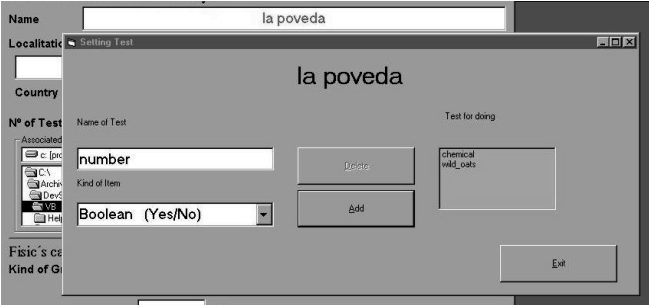 Name
la poveda
Localitatio
Setting Test
la poveda
Country
Nº of Test
Name of Test
Test for doing
Associated
c: [pro
number
Delete
chemical
wild_oats
C:\
Archiv
Kind of Item
DevS
VB
Boolean (Yes/No)
Add
Help
Fisic´s ca
Exit
Kind of Gr